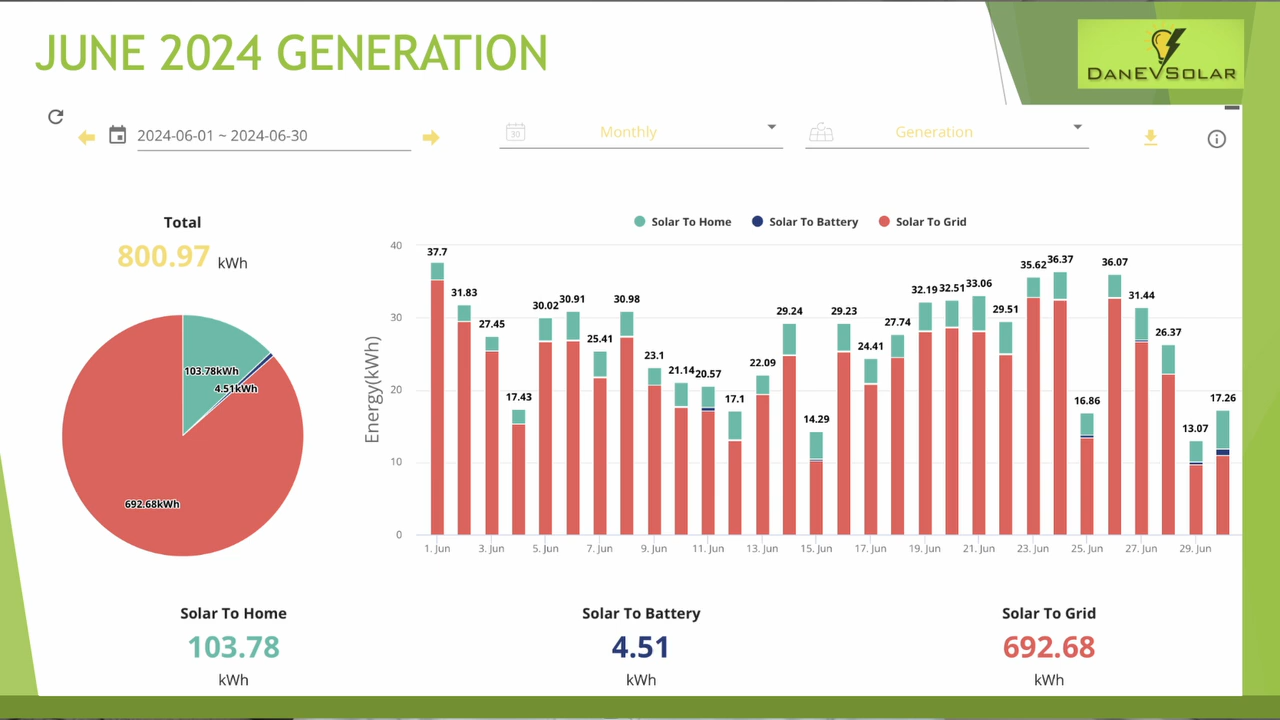 JUNE 2024 GENERATION
DANEVSOLAR
2024-06-01 ~ 2024-06-30
30
Monthly
Generation
Total
800.97 kWh
103.78kWh
4.51kWh
692.68kWh
Solar To Home
Solar To Battery
Solar To Grid
Energy(kWh)
40
30
20
10
0
37.7
31.83
27.45
17.43
30.02
30.91
25.41
30.98
23.1
21.14
20.57
17.1
22.09
29.24
14.29
29.23
24.41
27.74
32.19
32.51
33.06
29.51
35.62
36.37
16.86
36.07
31.44
26.37
13.07
17.26
1. Jun
3. Jun
5. Jun
7. Jun
9. Jun
11. Jun
13. Jun
15. Jun
17. Jun
19. Jun
21. Jun
23. Jun
25. Jun
27. Jun
29. Jun
Solar To Home
103.78
kWh
Solar To Battery
4.51
kWh
Solar To Grid
692.68
kWh